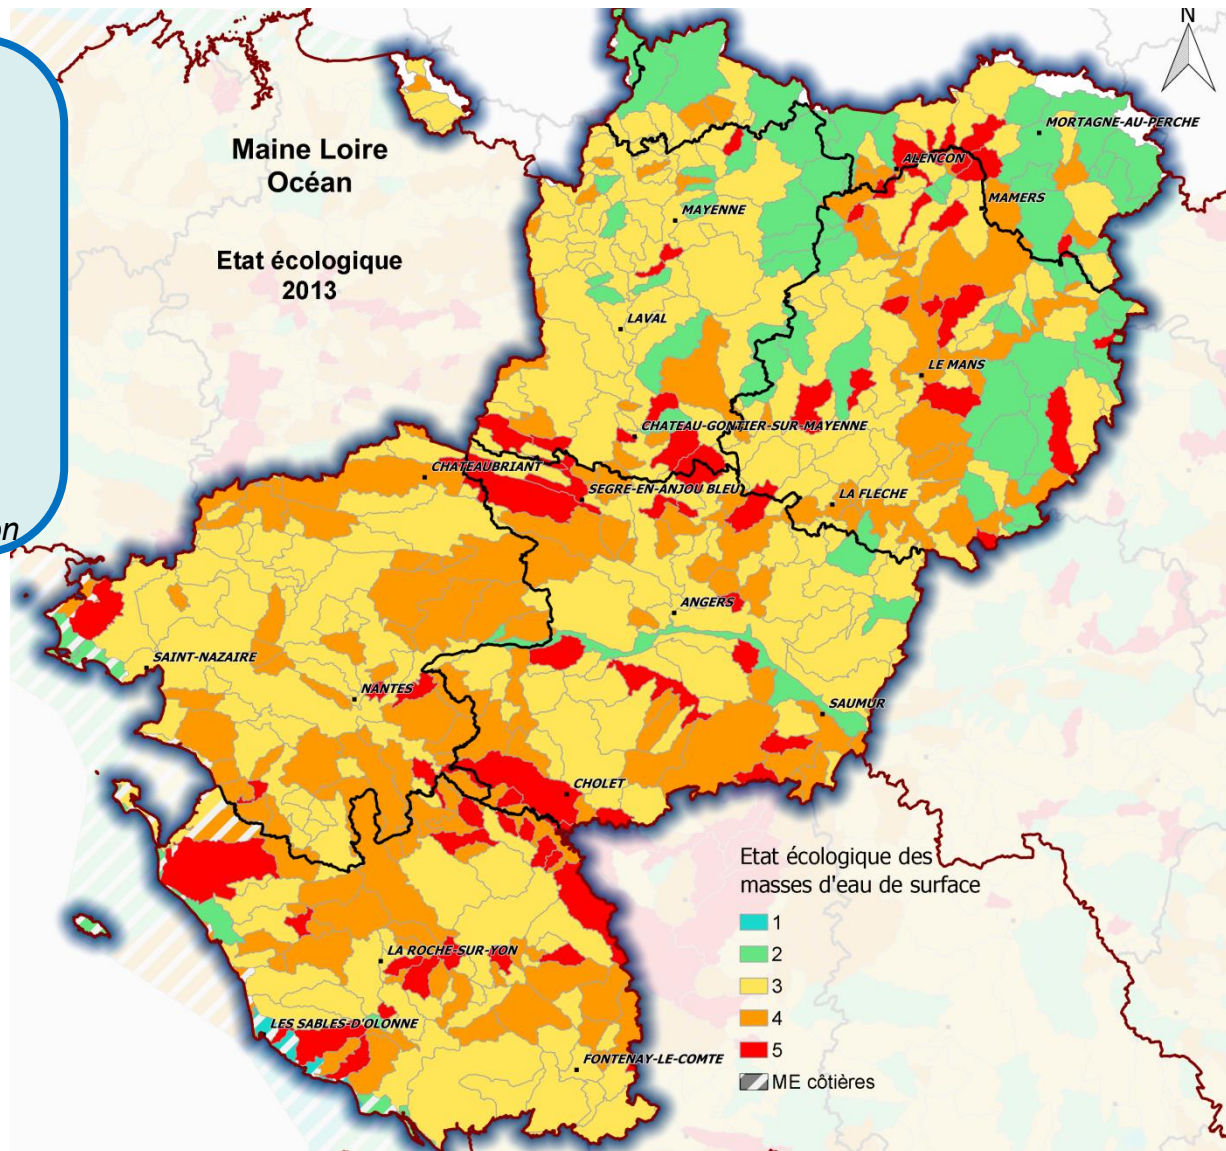 N
Maine Loire
Océan
Etat écologique
2013
MORTAGNE-AU-PERCHE
ALENCON
MAMERS
MAYENNE
LAVAL
LE MANS
CHATEAU-GONTIER-SUR-MAYENNE
CHATEAUBRIANT
SEGRE-EN-ANJOU BLEU
LA FLECHE
on
ANGERS
SAINT-NAZAIRE
NANTES
SAUMUR
CHOLET
LA ROCHE-SUR-YON
LES SABLES-D'OLONNE
FONTENAY-LE-COMTE
Etat écologique des
masses d'eau de surface
1
2
3
4
5
ME côtières